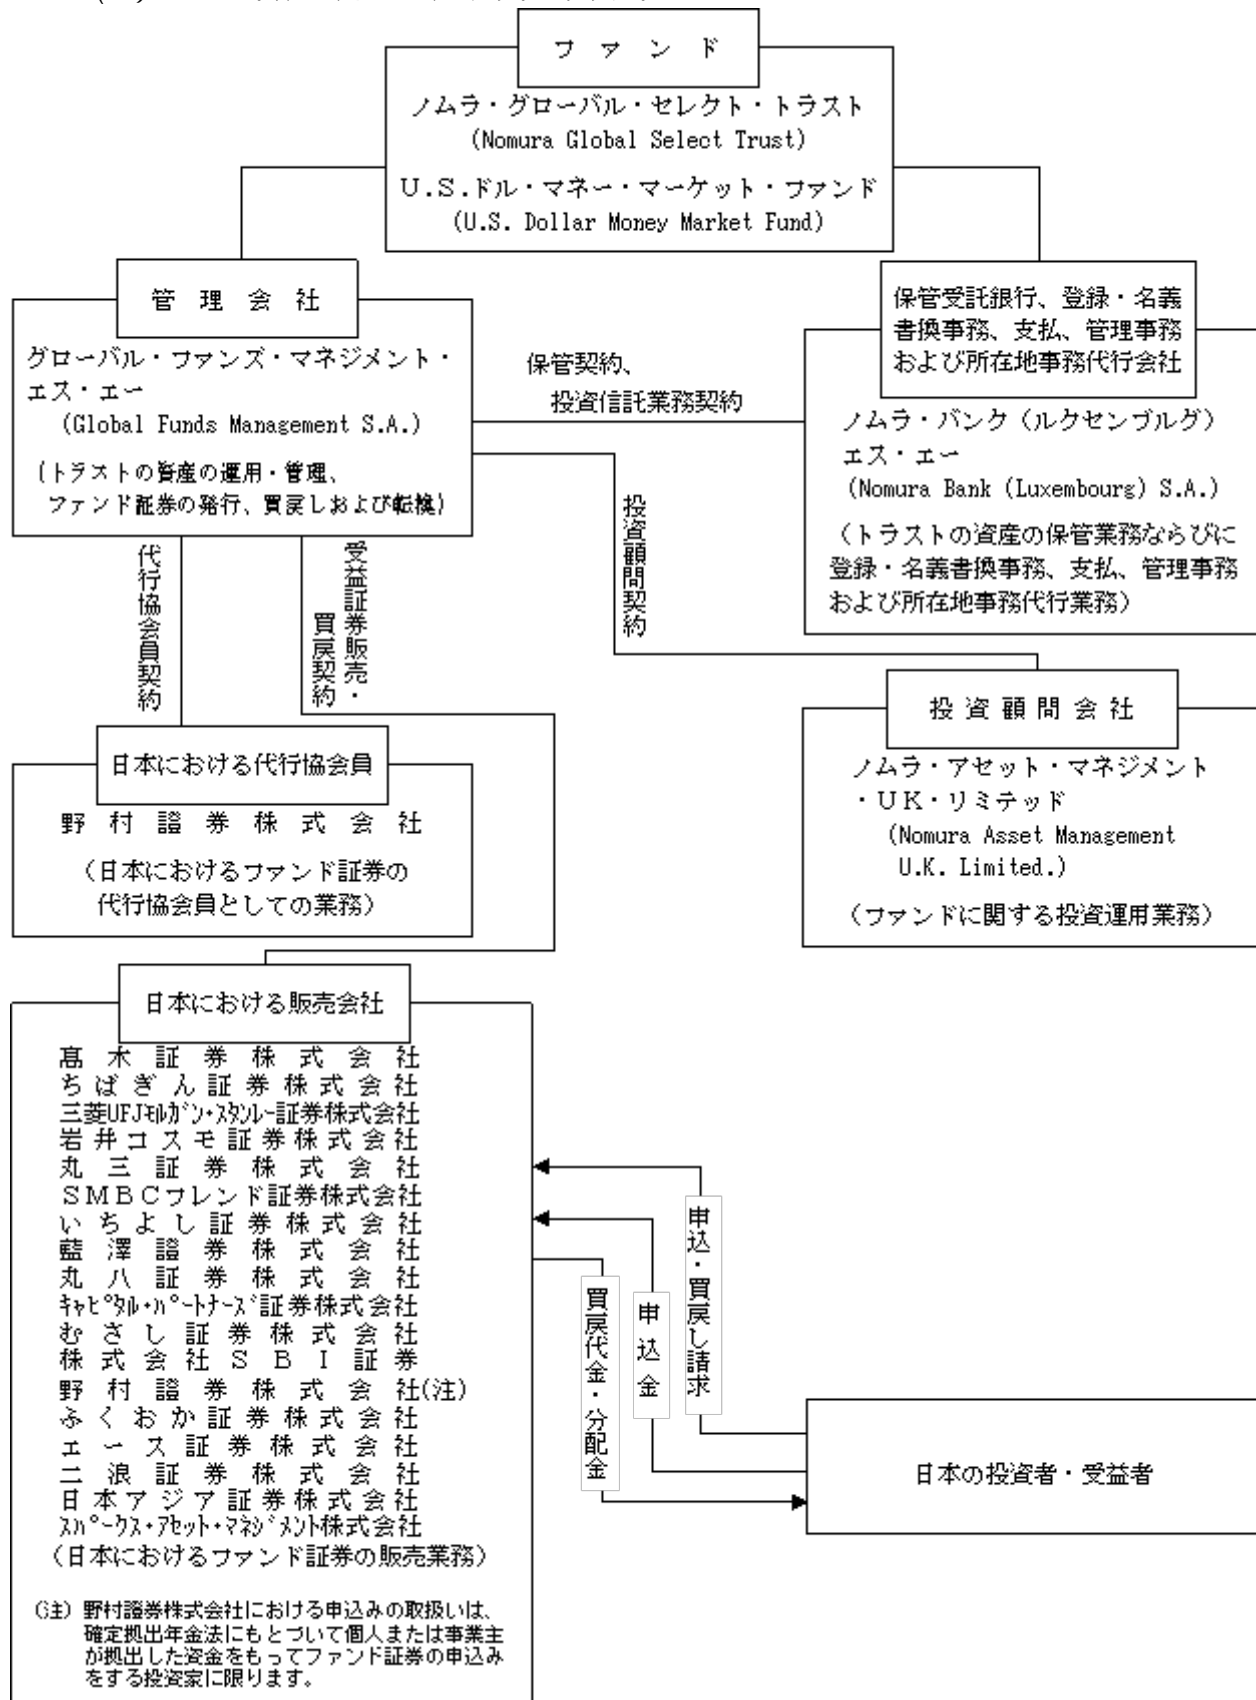 ファンド
ノムラ・グローバル・セレクト・トラスト
(Nomura Global Select Trust)
U.S.ドル・マネー・マーケット・ファンド
(U.S. Dollar Money Market Fund)
管理会社
グローバル・ファンズ・マネジメント・
エス・エー
(Global Funds Management S.A.)
(トラストの資産の運用・管理、
ファンド証券の発行、買戻しおよび転換)
保管契約、
投資信託業務契約
保管受託銀行、登録・名義
書換事務、支払、管理事務
および所在地事務代行会社
ノムラ・バンク(ルクセンブルグ)
エス・エー
(Nomura Bank (Luxembourg) S.A.)
(トラストの資産の保管業務ならびに
登録・名義書換事務、支払、管理事務
および所在地事務代行業務)
代行協会員契約
受益証券販売・
買戻契約
投資顧問契約
投資顧問会社
ノムラ・アセット・マネジメント
・UK・リミテッド
(Nomura Asset Management
U.K. Limited.)
(ファンドに関する投資運用業務)
日本における代行協会員
野村證券株式会社
(日本におけるファンド証券の
代行協会員としての業務)
日本における販売会社
髙木証券株式会社
ちばぎん証券株式会社
三菱UFJモルガン・スタンレー証券株式会社
岩井コスモ証券株式会社
丸三証券株式会社
SMBCフレンド証券株式会社
いちよし証券株式会社
藍澤證券株式会社
丸八証券株式会社
キャピタル・パートナーズ証券株式会社
むさし証券株式会社
株式会社SBI証券
野村證券株式会社(注)
ふくおか証券株式会社
エース証券株式会社
二浪証券株式会社
日本アジア証券株式会社
スパークス・アセット・マネジメント株式会社
(日本におけるファンド証券の販売業務)
(注) 野村證券株式会社における申込みの取扱いは、
確定拠出年金法にもとづいて個人または事業主
が拠出した資金をもってファンド証券の申込み
をする投資家に限ります。
申込・買戻し請求
申込金
買戻代金・分配金
日本の投資者・受益者